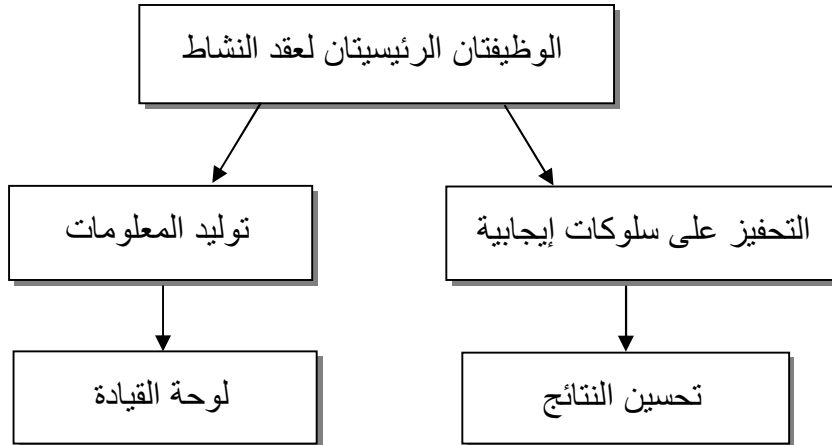 الوظيفتان الرئيسيتان لعقد النشاط
التحفيز على سلوكات إيجابية
توليد المعلومات
تحسين النتائج
لوحة القيادة